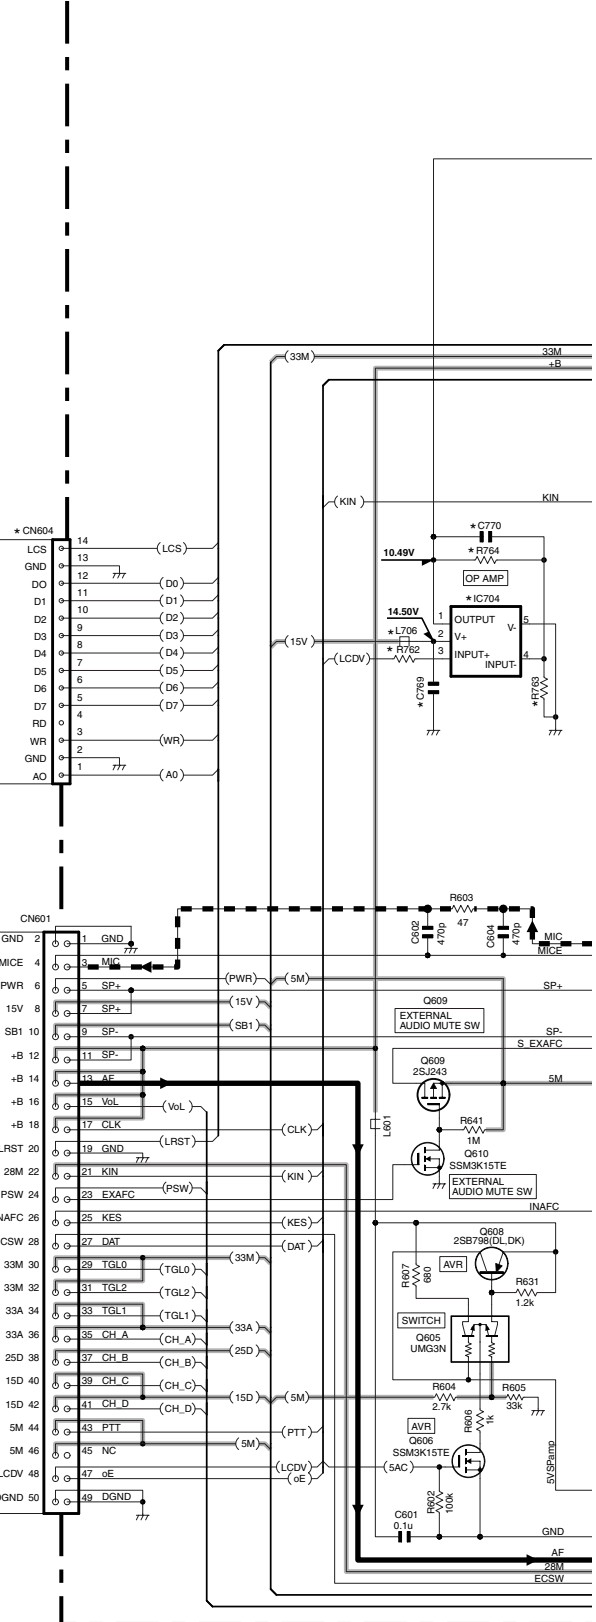 33M
(33M)
+B
(KIN)
KIN
* CN604
LCS 14 (LCS)
GND 13
DO 12 (D0)
D1 11 (D1)
D2 10 (D2)
D3 9 (D3)
D4 8 (D4)
D5 7 (D5)
D6 6 (D6)
D7 5 (D7)
RD 4
WR 3 (WR)
GND 2
AO 1 (A0)
*C770
10.49V
*R764
OP AMP
*IC704
14.50V
1 OUTPUT
V- 5
(15V)
*L706
2 V+
(LCDV)
* R762
3 INPUT+
INPUT- 4
*C769
*R763
R603
47
C602
470p
C604
470p
CN601
GND 2 1 GND
MIC
MICE
MICE 4 3 MIC
PWR 6 5 SP+
(PWR) (5M)
SP+
15V 8 7 SP+
(15V)
SB1 10 9 SP-
(SB1)
SP-
+B 12 11 SP-
S_EXAFC
+B 14 13 AF
5M
+B 16 15 VoL (VoL)
+B 18 17 CLK (CLK)
LRST 20 19 GND (LRST)
28M 22 21 KIN (KIN)
PSW 24 23 EXAFC (PSW)
NAFC 26 25 KES (KES)
CSW 28 27 DAT (DAT)
33M 30 29 TGL0 (TGL0) (33M)
33M 32 31 TGL2 (TGL2)
33A 34 33 TGL1 (TGL1) (33A)
33A 36 35 CH_A (CH_A)
25D 38 37 CH_B (CH_B) (25D)
15D 40 39 CH_C (CH_C)
15D 42 41 CH_D (CH_D) (15D) (5M)
5M 44 43 PTT (PTT)
5M 46 45 NC (5M)
LCDV 48 47 oE (LCDV) (oE)
DGND 50 49 DGND
Q609
EXTERNAL
AUDIO MUTE SW
Q609
2SJ243
L601
R641
1M
Q610
SSM3K15TE
EXTERNAL
AUDIO MUTE SW
INAFC
Q608
2SB798(DL,DK)
R607
680
AVR
R631
1.2k
SWITCH
Q605
UMG3N
R604
2.7k
R605
33k
R606
1k
AVR
Q606
SSM3K15TE
(5AC)
R602
100k
5VSPamp
C601
0.1u
GND
AF
28M
ECSW